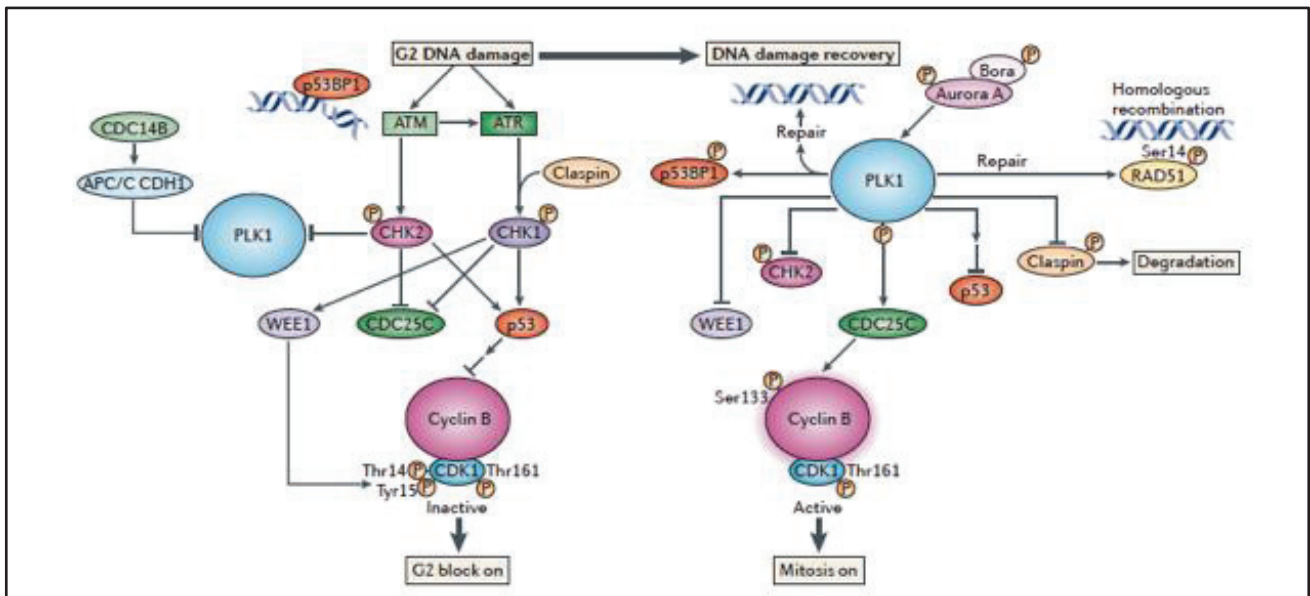 G2 DNA damage
DNA damage recovery
p53BP1
P
Bora
P
Aurora A
Homologous
recombination
CDC14B
ATM
ATR
Repair
Ser14
P
P
p53BP1
Repair
RAD51
APC/C CDH1
Claspin
PLK1
PLK1
P
CHK2
P
CHK1
P
P
CHK2
P
Claspin
Degradation
p53
WEE1
CDC25C
p53
WEE1
CDC25C
P
Ser133
Cyclin B
Cyclin B
Thr14
P
CDK1
Thr161
CDK1
Thr161
Tyr15
P
P
P
Inactive
Active
G2 block on
Mitosis on